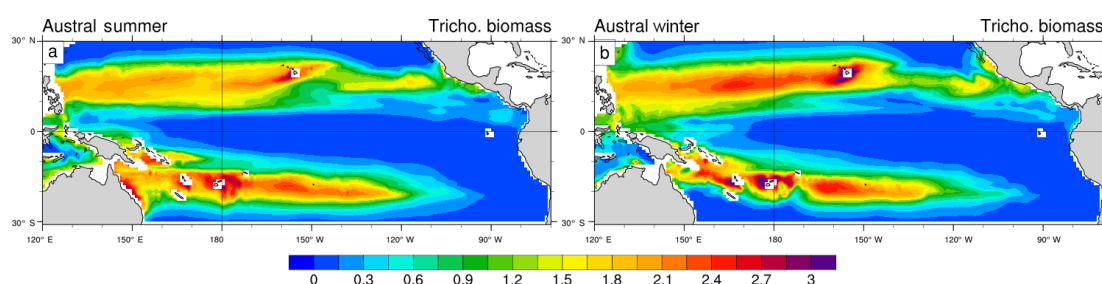 Austral summer Tricho. biomass
a
30° N
0°
30° S
120° E 150° E 180° 150° W 120° W 90° W
Austral winter Tricho. biomass
b
30° N
0°
30° S
120° E 150° E 180° 150° W 120° W 90° W
0 0.3 0.6 0.9 1.2 1.5 1.8 2.1 2.4 2.7 3